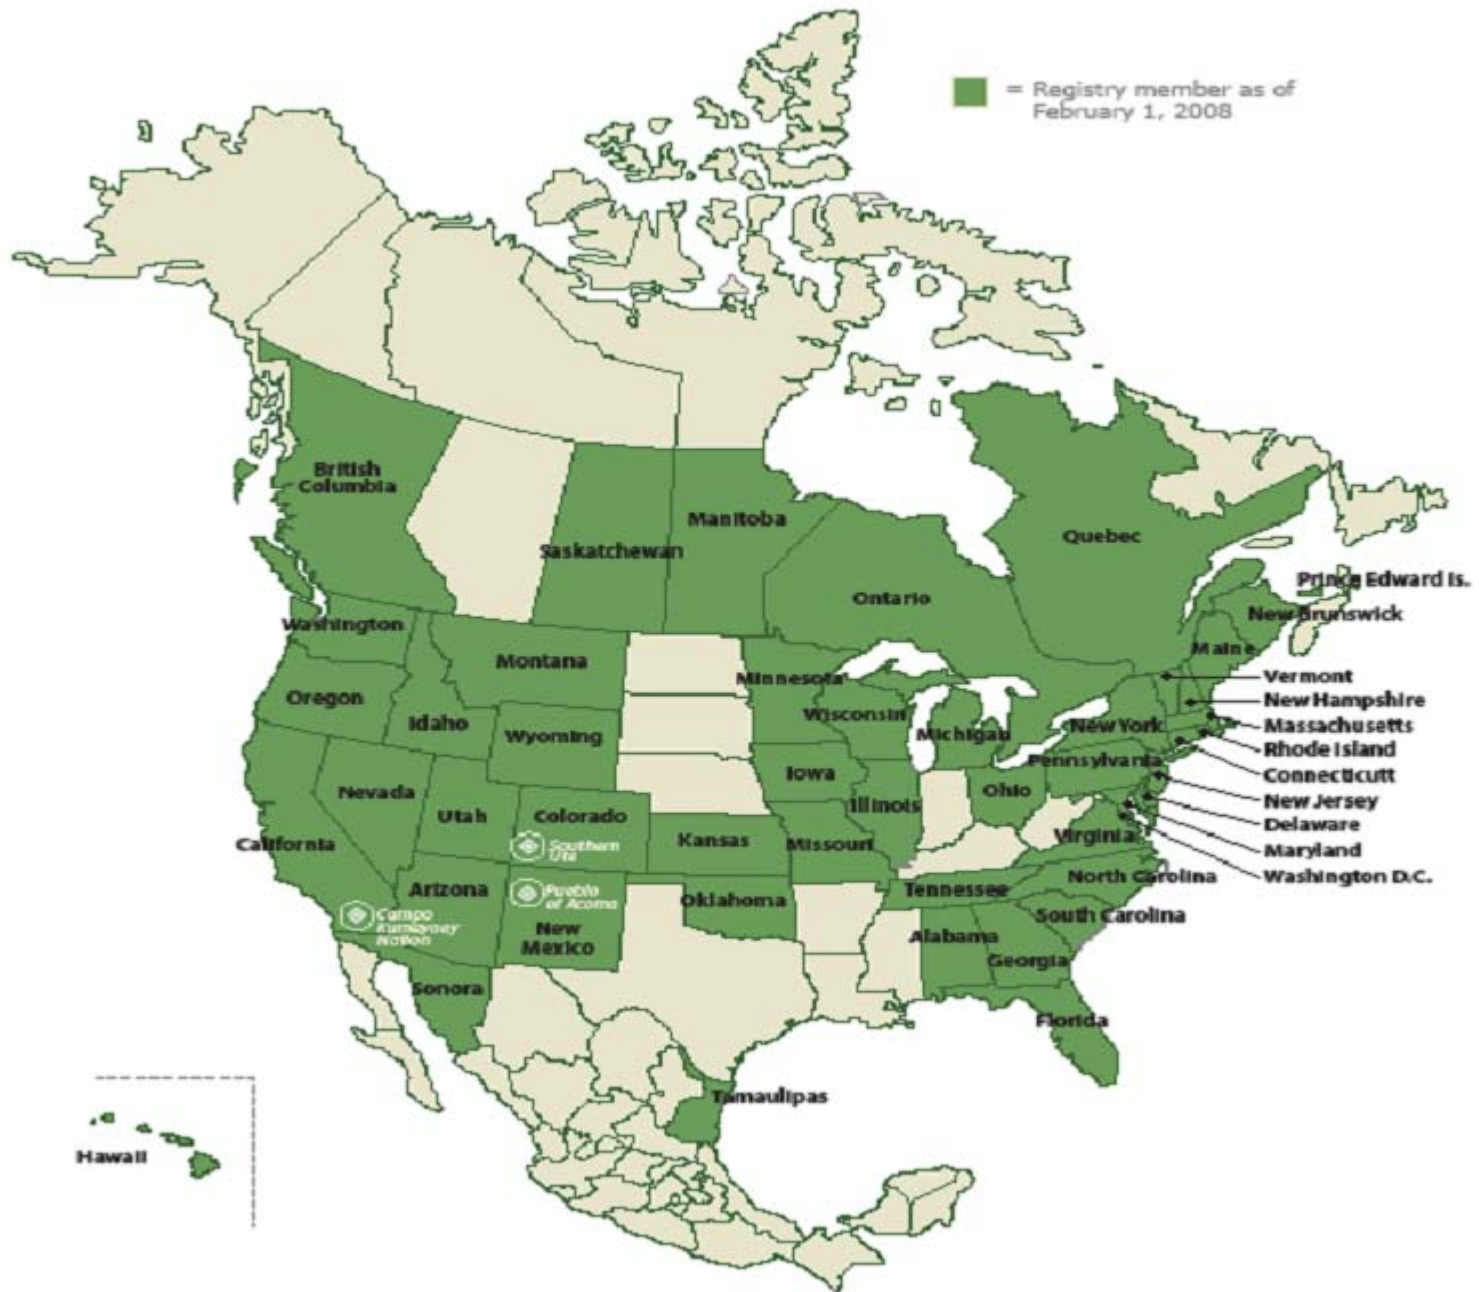 = Registry member as of
February 1, 2008
British
Columbia
Manitoba
Saskatchewan
Quebec
Ontario
Prince Edward Is.
New Brunswick
Washington
Maine
Montana
Vermont
Minnesota
Oregon
New Hampshire
Wisconsin
Idaho
New York
Massachusetts
Wyoming
Michigan
Rhode Island
Pennsylvania
Iowa
Connecticutt
Ohio
Nevada
New Jersey
Illinois
Utah
Colorado
Delaware
Virginia
Kansas
Missouri
California
Southern
Ute
Maryland
North Carolina
Washington D.C.
Arizona
Tennessee
Pueblo
of Acoma
Oklahoma
Campo
Kumeyaay
Nation
South Carolina
New
Mexico
Alabama
Georgia
Sonora
Florida
Tamaulipas
Hawaii